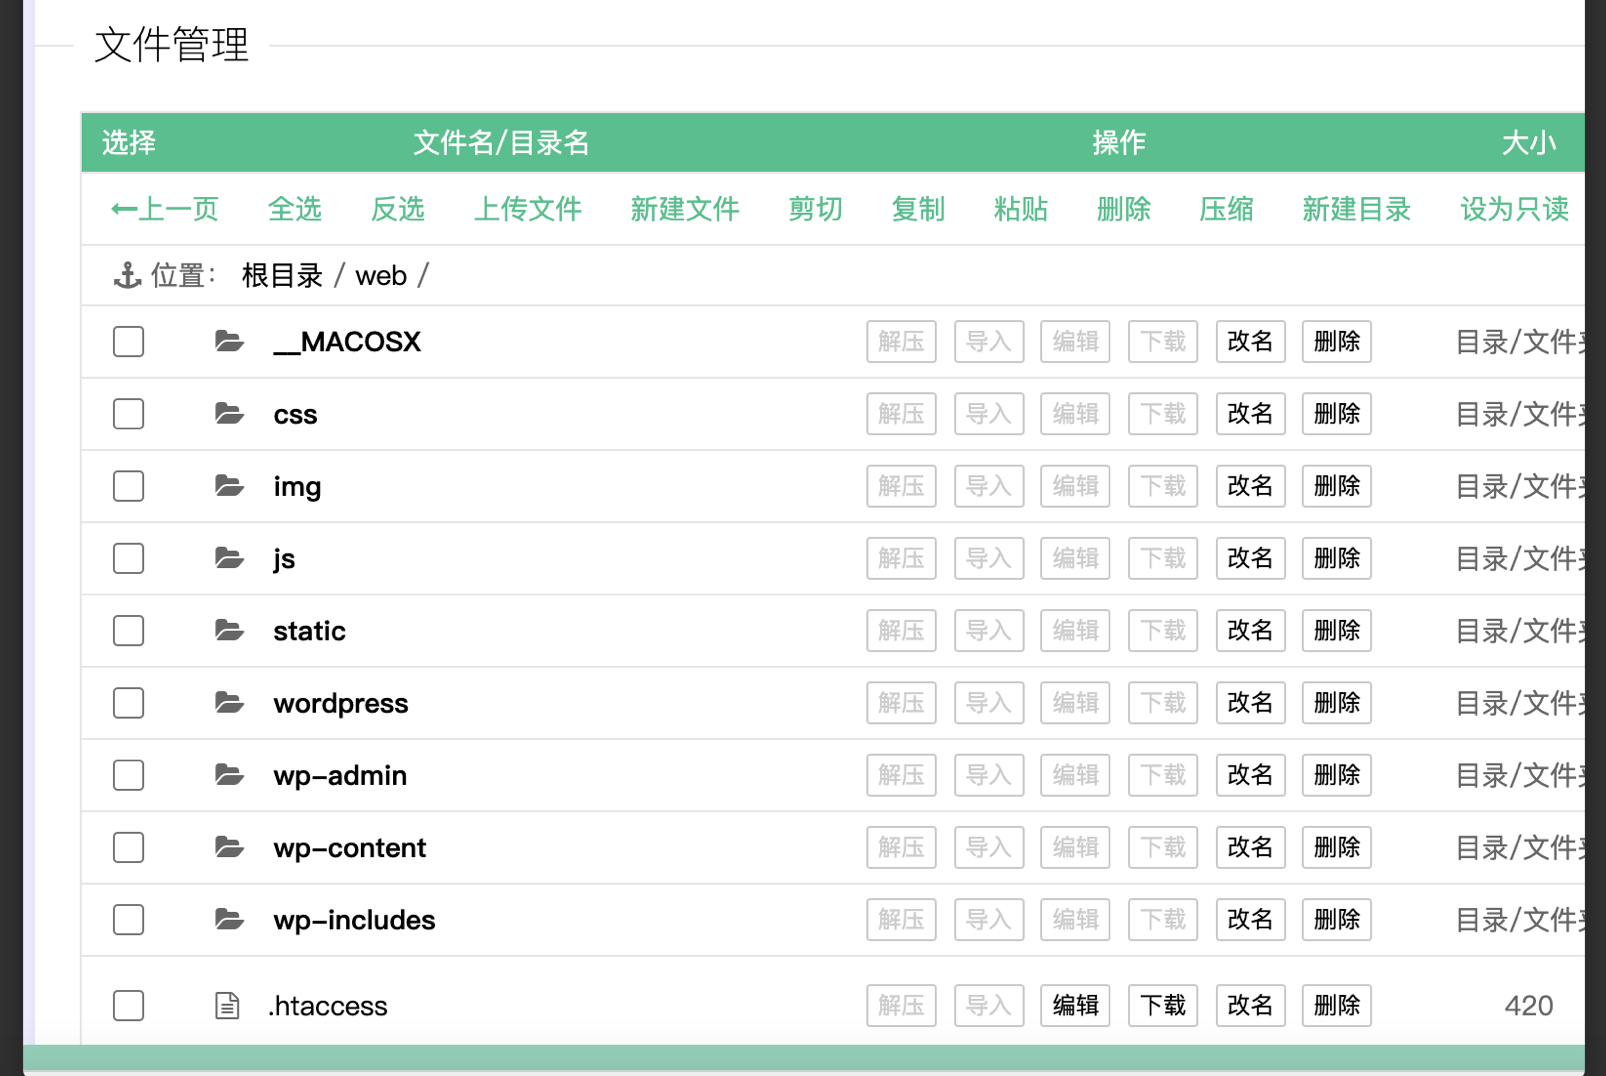 文件管理
选择 文件名/目录名 操作 大小
上一页 全选 反选 上传文件 新建文件 剪切 复制 粘贴 删除 压缩 新建目录 设为只读
位置： 根目录 / web /
__MACOSX 解压 导入 编辑 下载 改名 删除 目录/文件夹
css 解压 导入 编辑 下载 改名 删除 目录/文件夹
img 解压 导入 编辑 下载 改名 删除 目录/文件夹
js 解压 导入 编辑 下载 改名 删除 目录/文件夹
static 解压 导入 编辑 下载 改名 删除 目录/文件夹
wordpress 解压 导入 编辑 下载 改名 删除 目录/文件夹
wp-admin 解压 导入 编辑 下载 改名 删除 目录/文件夹
wp-content 解压 导入 编辑 下载 改名 删除 目录/文件夹
wp-includes 解压 导入 编辑 下载 改名 删除 目录/文件夹
.htaccess 解压 导入 编辑 下载 改名 删除 420